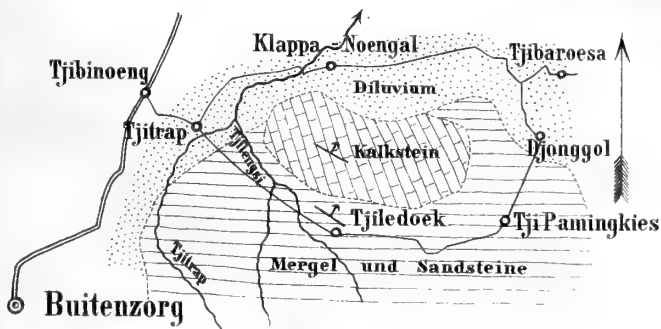 Klappa-Noengal
Tjibaroesa
Tjibinoeng
Diluvium
Tjitrap
Djonggol
Kalkstein
Tjilengsi
Tjiledoek
Tji Pamingkies
Tjitrap
Mergel und Sandsteine
Buitenzorg